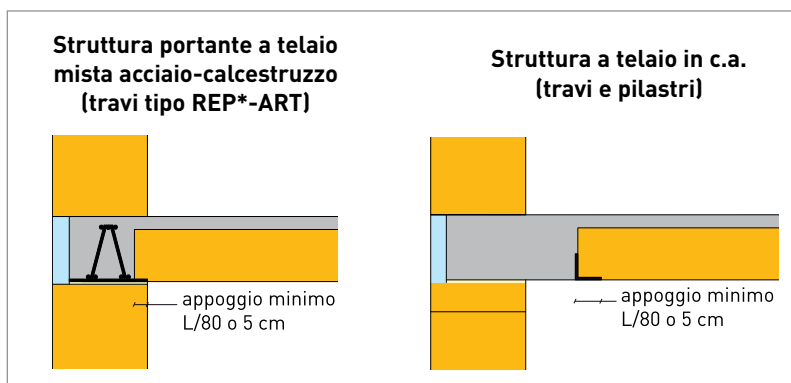 Struttura portante a telaio
mista acciaio-calcestruzzo
(travi tipo REP*-ART)
appoggio minimo
L/80 o 5 cm
Struttura a telaio in c.a.
(travi e pilastri)
appoggio minimo
L/80 o 5 cm